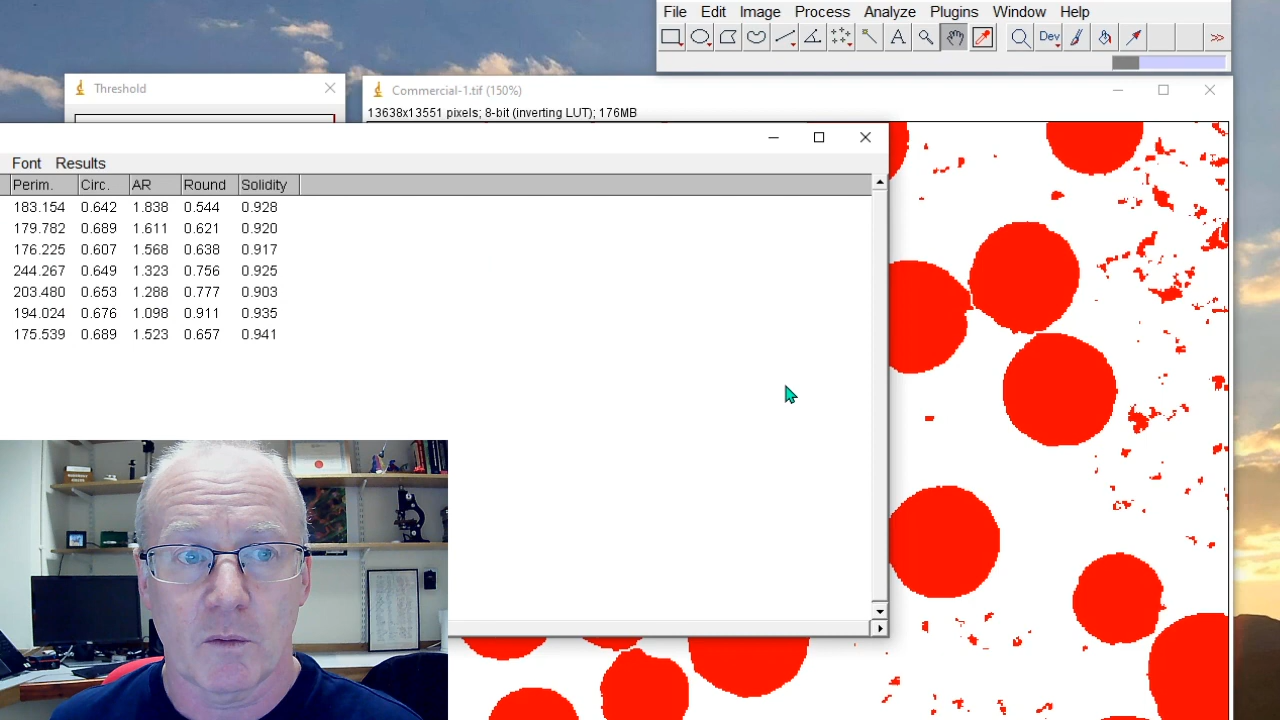 File Edit Image Process Analyze Plugins Window Help
Dev
>>
Threshold
Commercial-1.tif (150%)
13638x13551 pixels; 8-bit (inverting LUT); 176MB
Font Results
Perim. Circ. AR Round Solidity
183.154 0.642 1.838 0.544 0.928
179.782 0.689 1.611 0.621 0.920
176.225 0.607 1.568 0.638 0.917
244.267 0.649 1.323 0.756 0.925
203.480 0.653 1.288 0.777 0.903
194.024 0.676 1.098 0.911 0.935
175.539 0.689 1.523 0.657 0.941